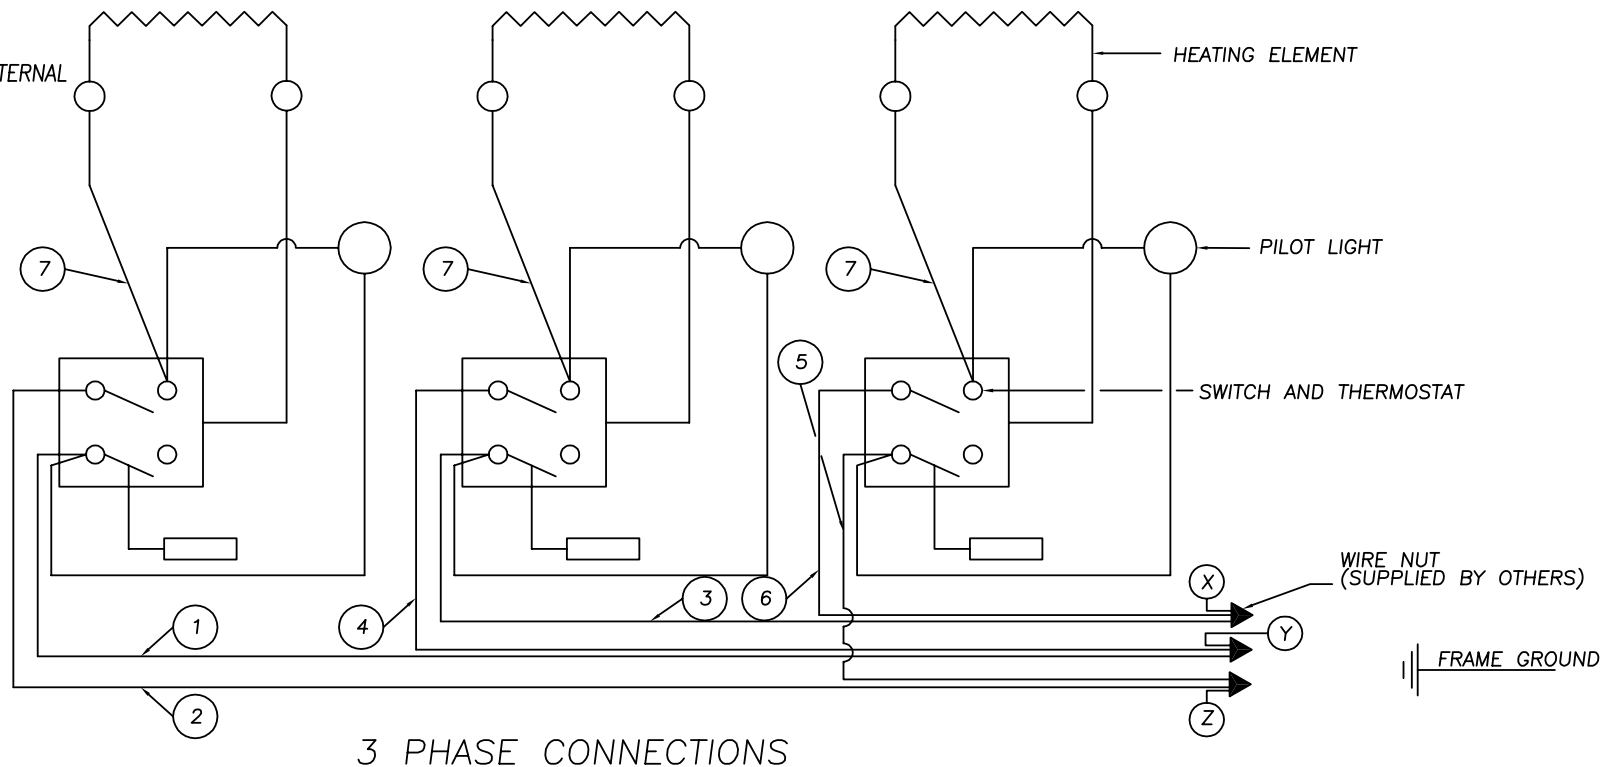 HEATING ELEMENT
TERNAL
PILOT LIGHT
7
7
7
5
SWITCH AND THERMOSTAT
WIRE NUT
(SUPPLIED BY OTHERS)
X
3
6
1
4
Y
FRAME GROUND
2
Z
3 PHASE CONNECTIONS